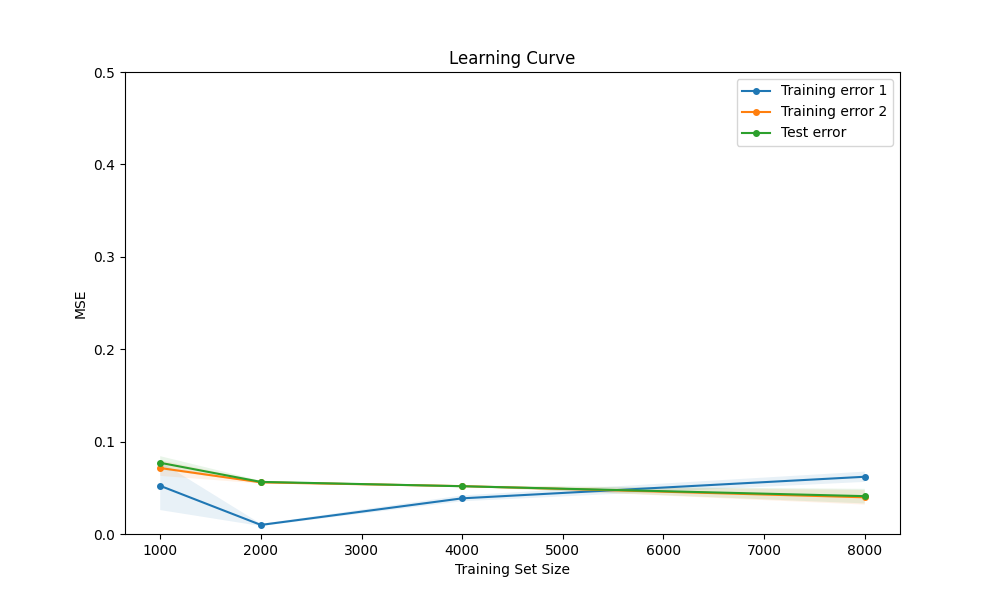 Learning Curve
0.5
0.4
0.3
0.2
0.1
0.0
MSE
Training error 1
Training error 2
Test error
1000 2000 3000 4000 5000 6000 7000 8000
Training Set Size